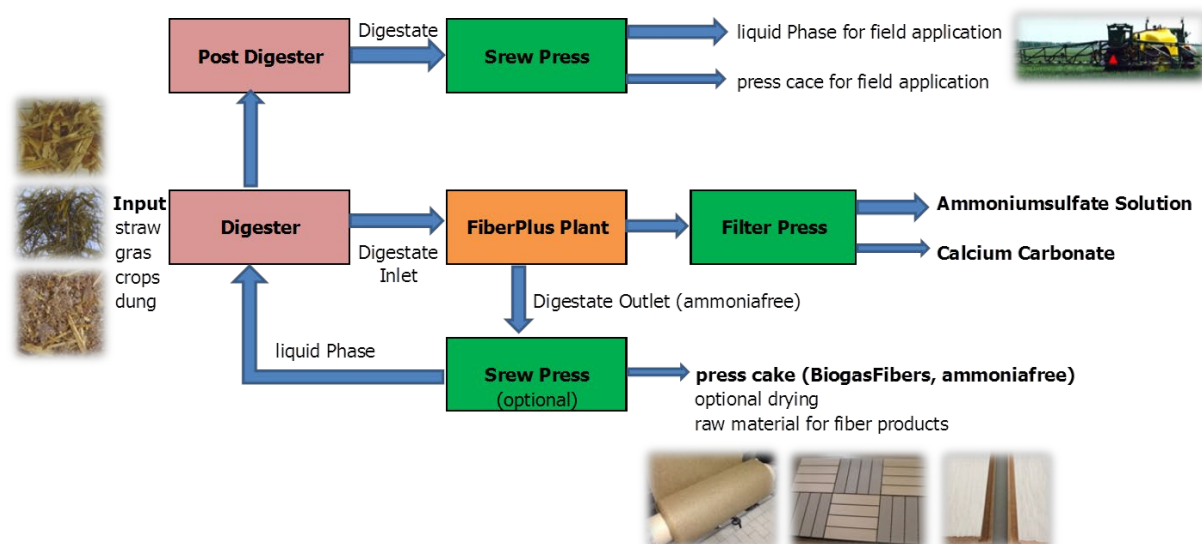 Digestate
Post Digester
Srew Press
liquid Phase for field application
press cace for field application
Input
straw
gras
crops
dung
Digester
Digestate
Inlet
FiberPlus Plant
Filter Press
Ammoniumsulfate Solution
Calcium Carbonate
Digestate Outlet (ammoniafree)
liquid Phase
Srew Press
(optional)
press cake (BiogasFibers, ammoniafree)
optional drying
raw material for fiber products